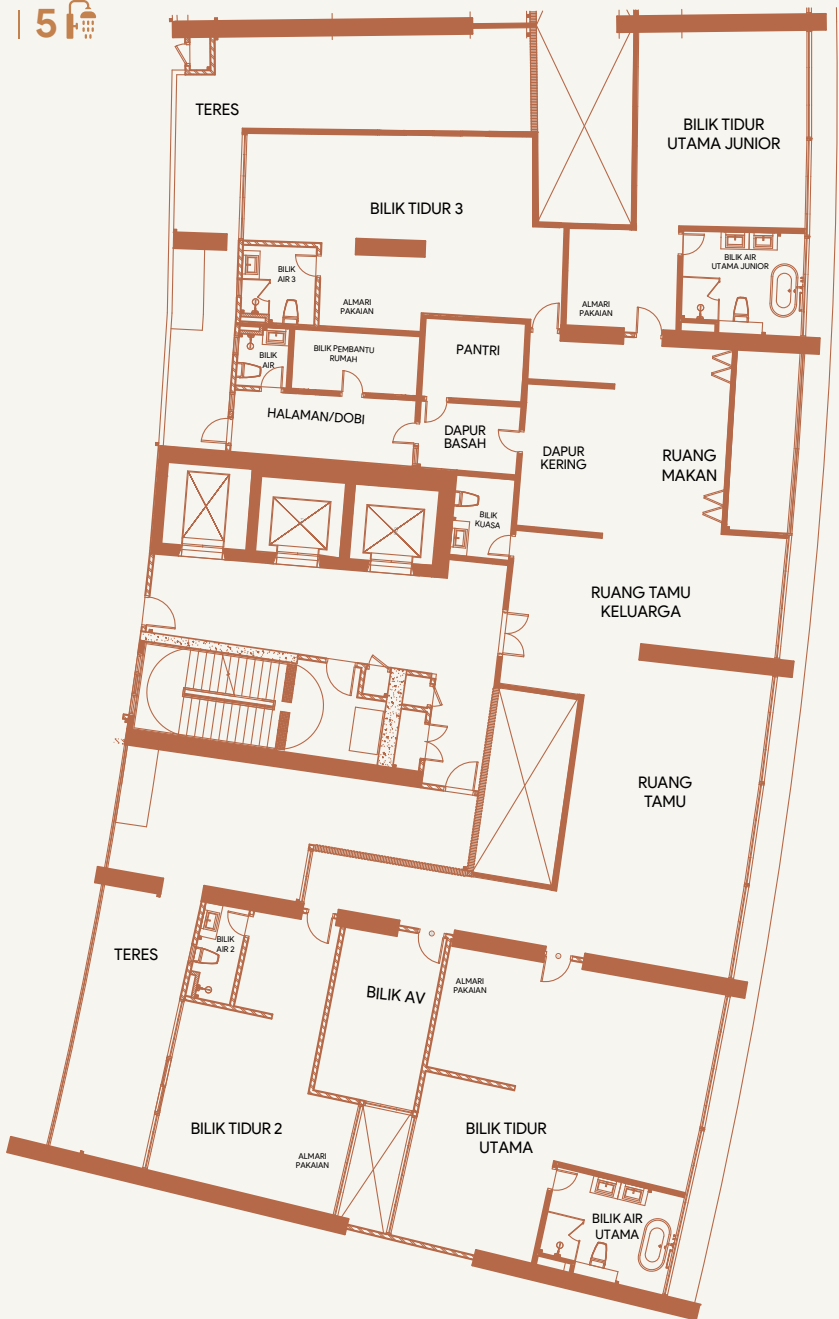 5
TERES
BILIK TIDUR
UTAMA JUNIOR
BILIK TIDUR 3
BILIK AIR
UTAMA JUNIOR
BILIK
AIR 3
ALMARI
PAKAIAN
ALMARI
PAKAIAN
BILIK
AIR
BILIK PEMBANTU
RUMAH
PANTRI
HALAMAN/DOBI
DAPUR
BASAH
DAPUR
KERING
RUANG
MAKAN
BILIK
KUASA
RUANG TAMU
KELUARGA
RUANG
TAMU
TERES
BILIK
AIR 2
BILIK AV
ALMARI
PAKAIAN
BILIK TIDUR 2
ALMARI
PAKAIAN
BILIK TIDUR
UTAMA
BILIK AIR
UTAMA